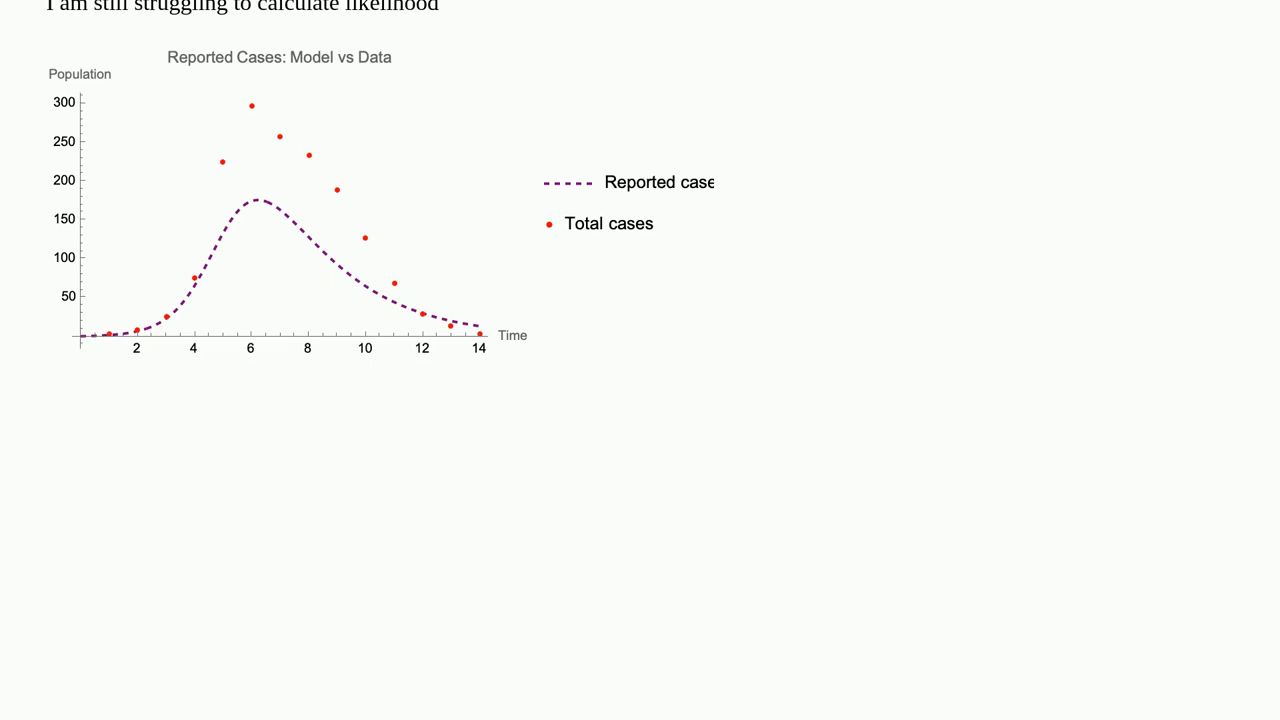 I am still struggling to calculate likelihood
Reported Cases: Model vs Data
Population
300
250
200
150
100
50
2 4 6 8 10 12 14
Time
Reported case
Total cases